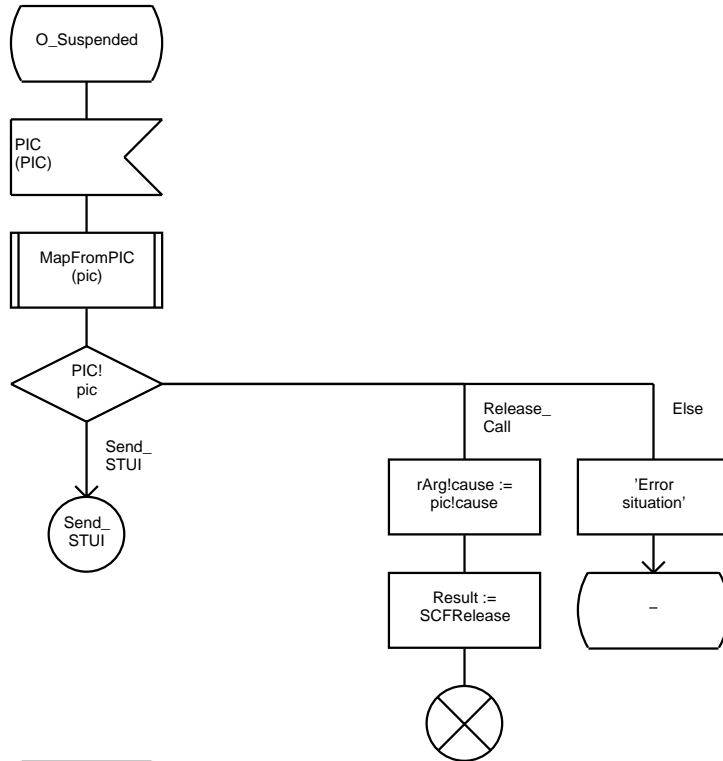 O_Suspended
PIC
(PIC)
MapFromPIC
(pic)
PIC!
pic
Send_
STUI
Release_
Call
Else
Send_
STUI
rArg!cause :=
pic!cause
’Error
situation’
Result :=
SCFRelease
–